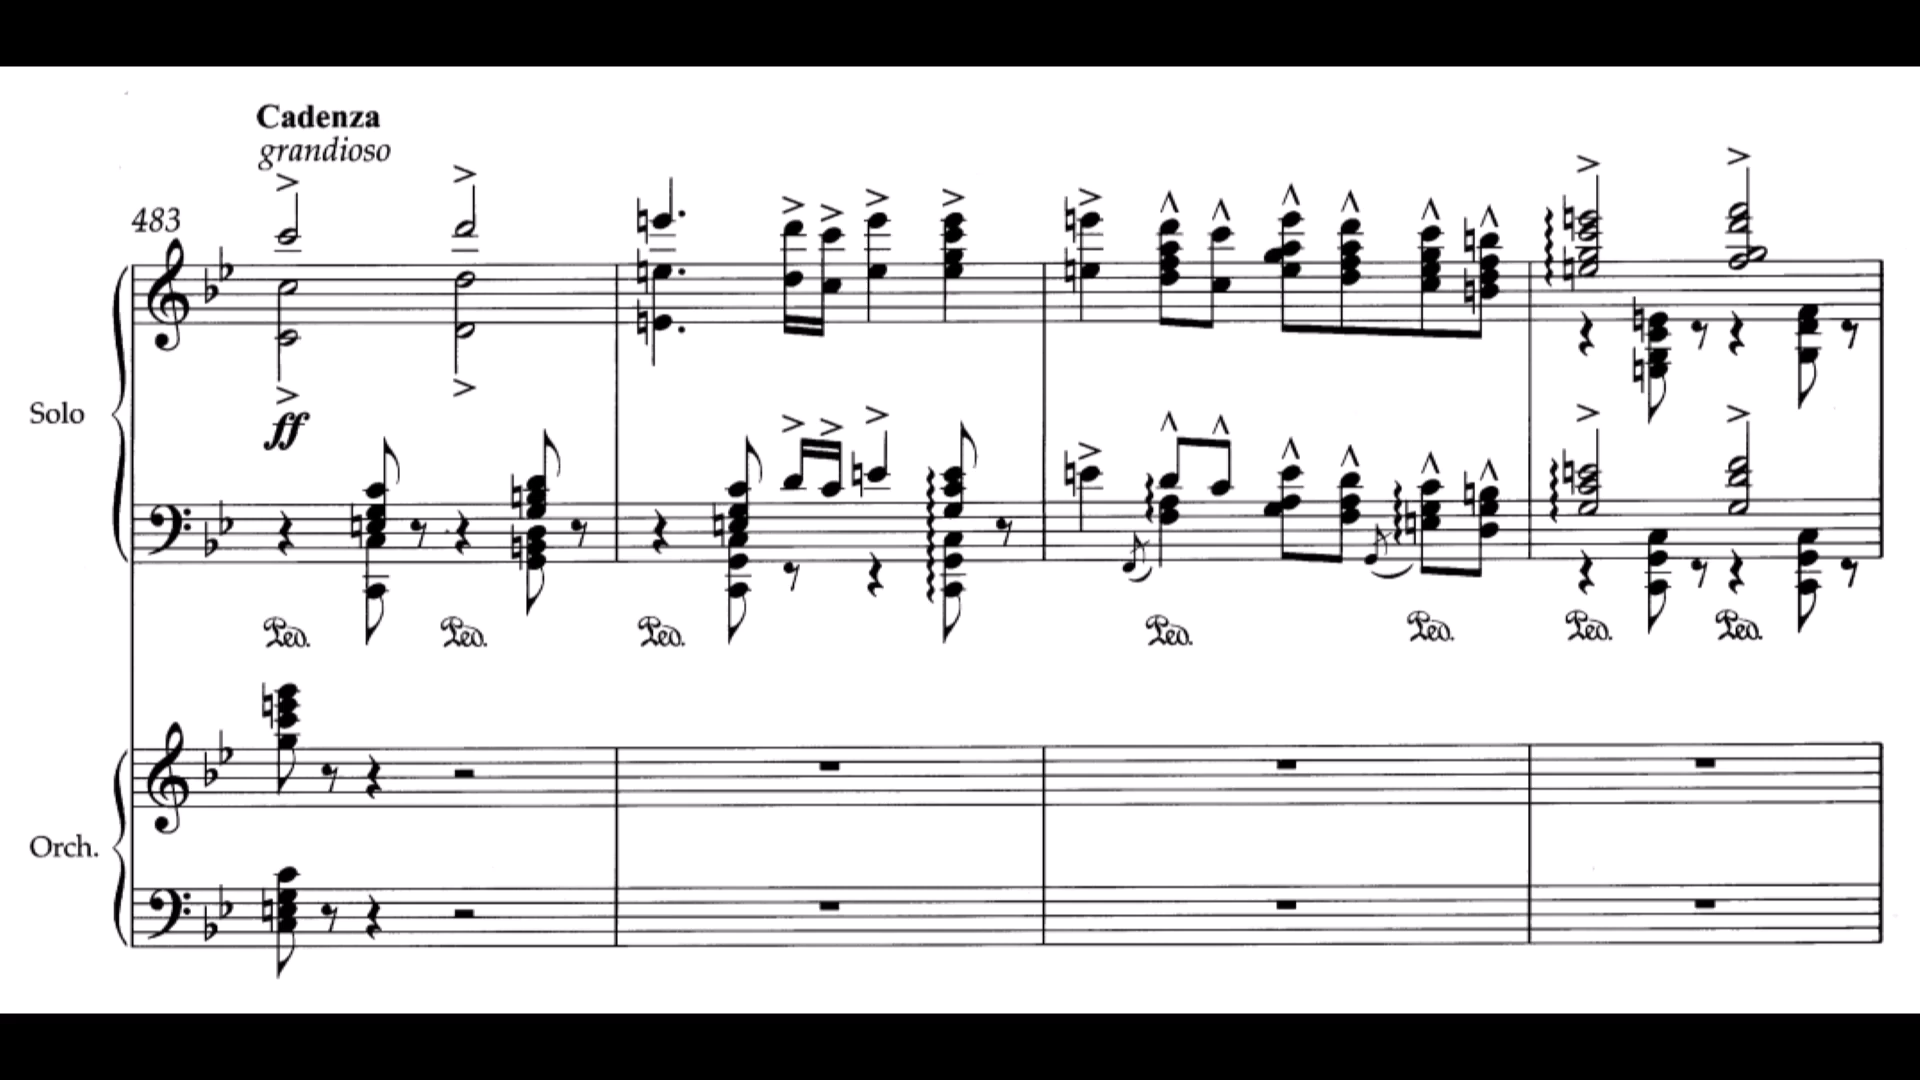 Cadenza
grandioso
483
Solo
ff
Ped. Ped. Ped. Ped. Ped. Ped. Ped.
Orch.